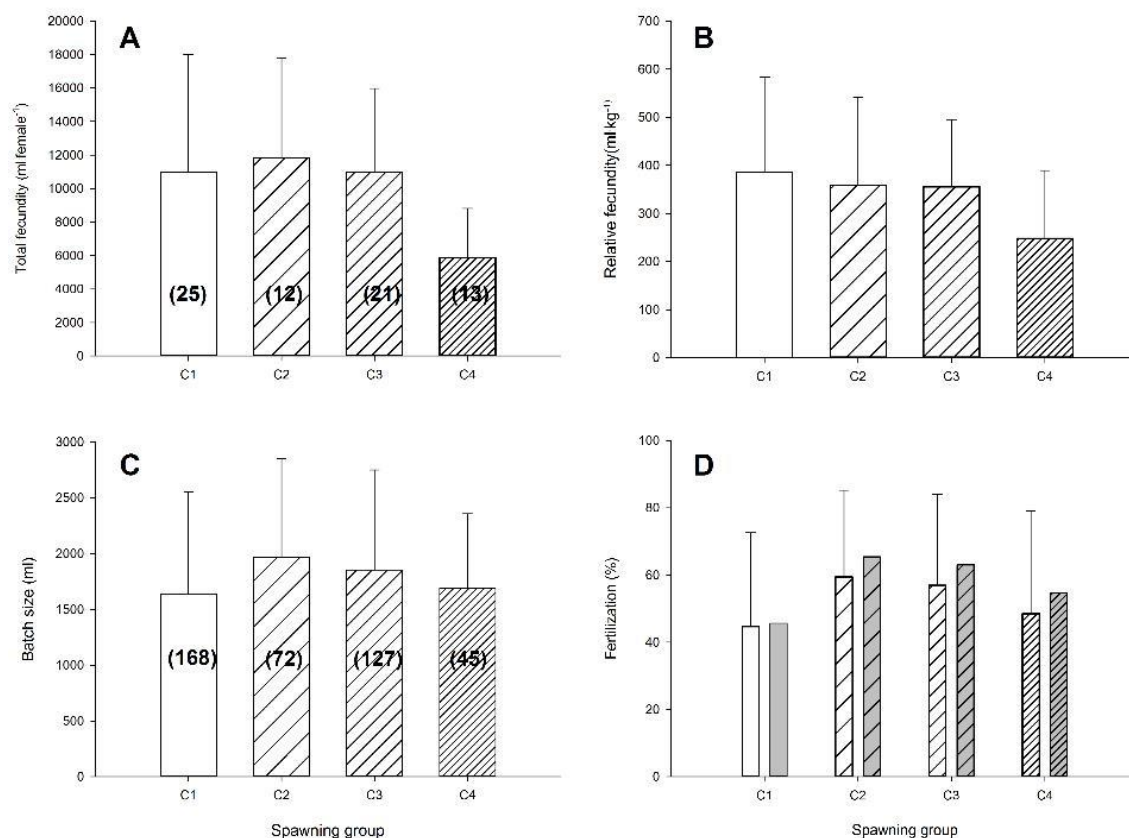 A
Total fecundity (ml female⁻¹)
20000
18000
16000
14000
12000
10000
8000
6000
4000
2000
0
(25) (12) (21) (13)
C1 C2 C3 C4
B
Relative fecundity(ml kg⁻¹)
700
600
500
400
300
200
100
0
C1 C2 C3 C4
C
Batch size (ml)
3000
2500
2000
1500
1000
500
0
(168) (72) (127) (45)
C1 C2 C3 C4
Spawning group
D
Fertilization (%)
100
80
60
40
20
0
C1 C2 C3 C4
Spawning group